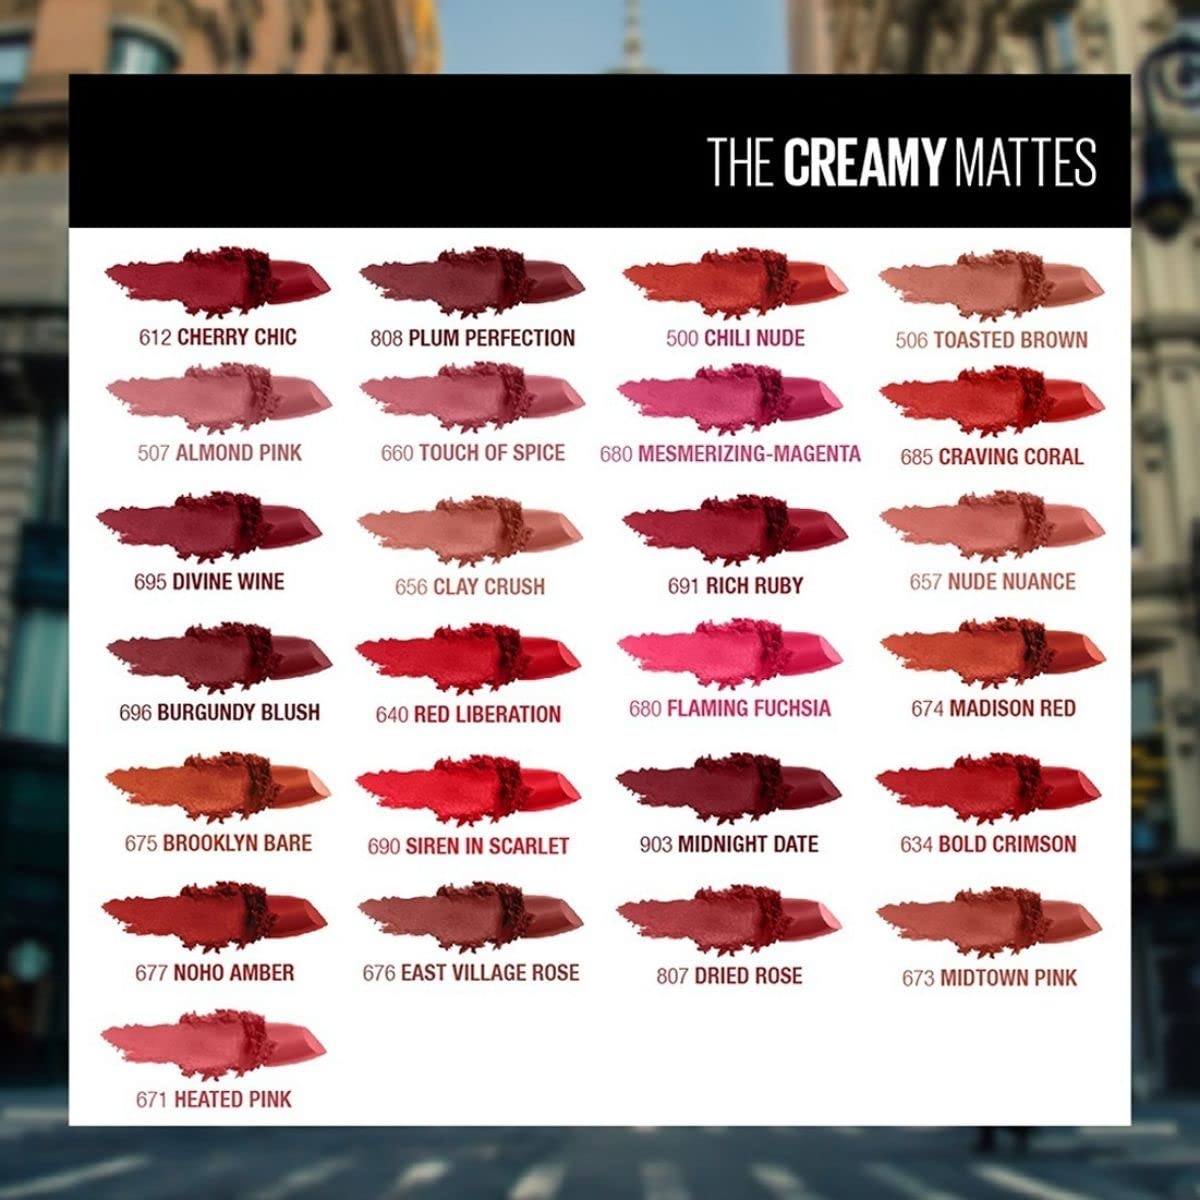 THE CREAMY MATTES
612 CHERRY CHIC
808 PLUM PERFECTION
500 CHILI NUDE
506 TOASTED BROWN
507 ALMOND PINK
660 TOUCH OF SPICE
680 MESMERIZING-MAGENTA
685 CRAVING CORAL
695 DIVINE WINE
656 CLAY CRUSH
691 RICH RUBY
657 NUDE NUANCE
696 BURGUNDY BLUSH
640 RED LIBERATION
680 FLAMING FUCHSIA
674 MADISON RED
675 BROOKLYN BARE
690 SIREN IN SCARLET
903 MIDNIGHT DATE
634 BOLD CRIMSON
677 NOHO AMBER
676 EAST VILLAGE ROSE
807 DRIED ROSE
673 MIDTOWN PINK
671 HEATED PINK